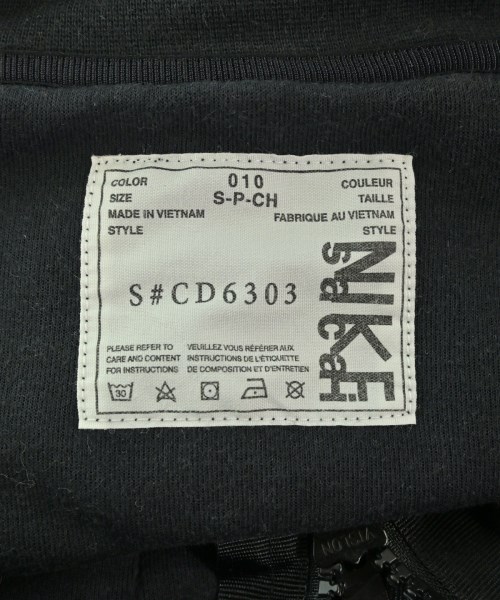 COLOR 010 COULEUR
SIZE S-P-CH TAILLE
MADE IN VIETNAM FABRIQUE AU VIETNAM
STYLE STYLE
S#CD6303
NIKE
sacai
PLEASE REFER TO VEUILLEZ VOUS RÉFÉRER AUX
CARE AND CONTENT INSTRUCTIONS DE L'ÉTIQUETTE
FOR INSTRUCTIONS DE COMPOSITION ET D'ENTRETIEN
30
VISLON